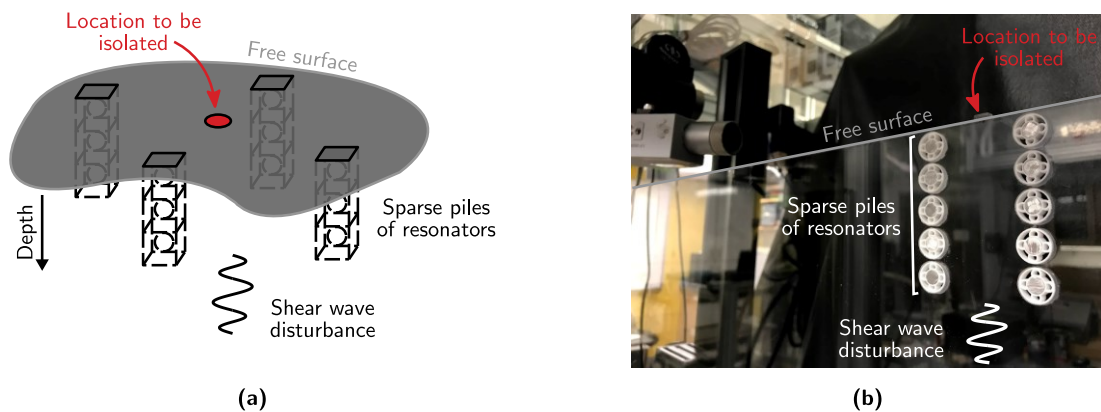 Location to be
isolated
Free surface
Depth
Sparse piles
of resonators
Shear wave
disturbance
(a)
Location to be
isolated
Free surface
Sparse piles
of resonators
Shear wave
disturbance
(b)